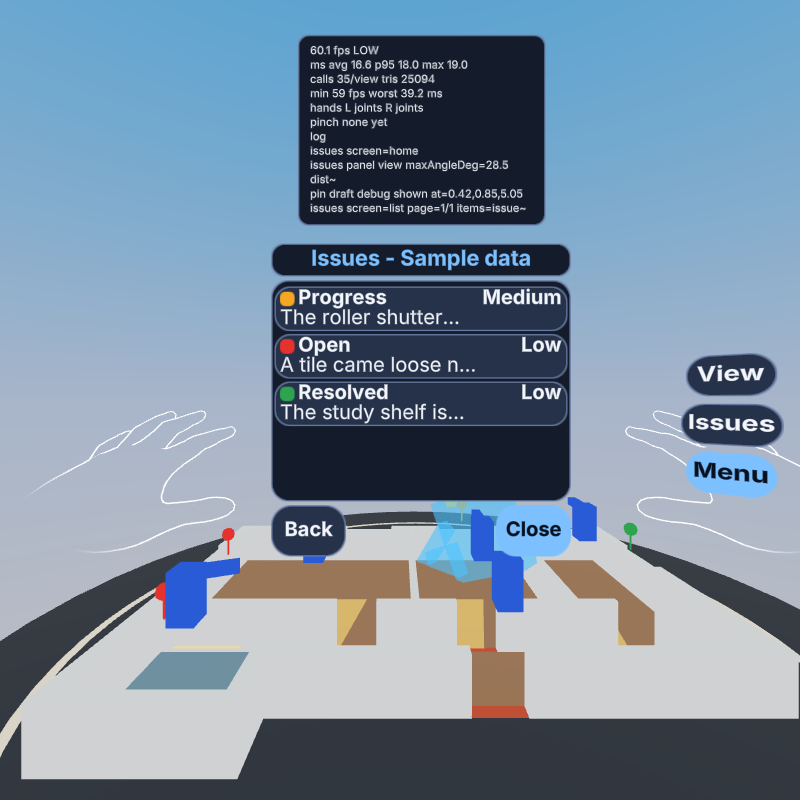 60.1 fps LOW
ms avg 16.6 p95 18.0 max 19.0
calls 35/view tris 25094
min 59 fps worst 39.2 ms
hands L joints R joints
pinch none yet
log
issues screen=home
issues panel view maxAngleDeg=28.5
dist~
pin draft debug shown at=0.42,0.85,5.05
issues screen=list page=1/1 items=issue~
Issues - Sample data
Progress Medium
The roller shutter...
Open Low
A tile came loose n...
Resolved Low
The study shelf is...
View
Issues
Menu
Back Close